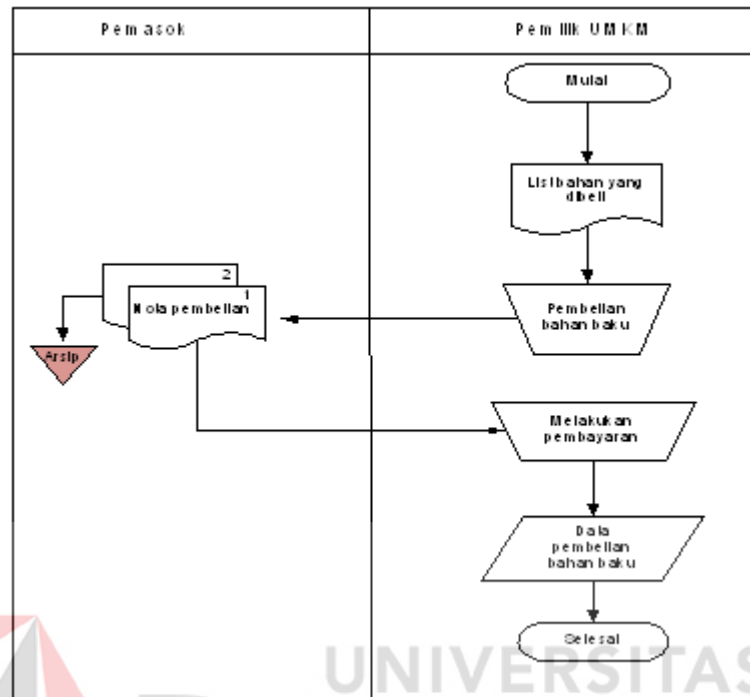 Pemasok
Pemilik UMKM
Mulai
List bahan yang
dibeli
2
1
Nota pembelian
Pembelian
bahan baku
Arsip
Melakukan
pembayaran
Data
pembelian
bahan baku
Selesai
UNIVERSITAS